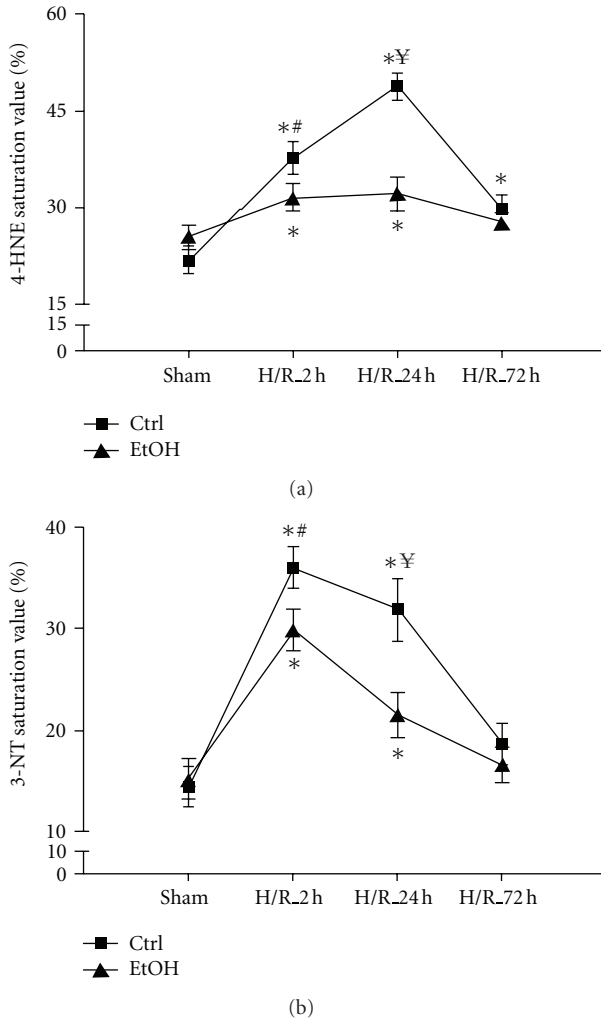 60
45
30
15
15
0
4-HNE saturation value (%)
*#
*¥
*
*
*
Sham
H/R_2 h
H/R_24 h
H/R_72 h
Ctrl
EtOH
(a)
40
30
20
10
10
0
3-NT saturation value (%)
*#
*¥
*
*
Sham
H/R_2 h
H/R_24 h
H/R_72 h
Ctrl
EtOH
(b)